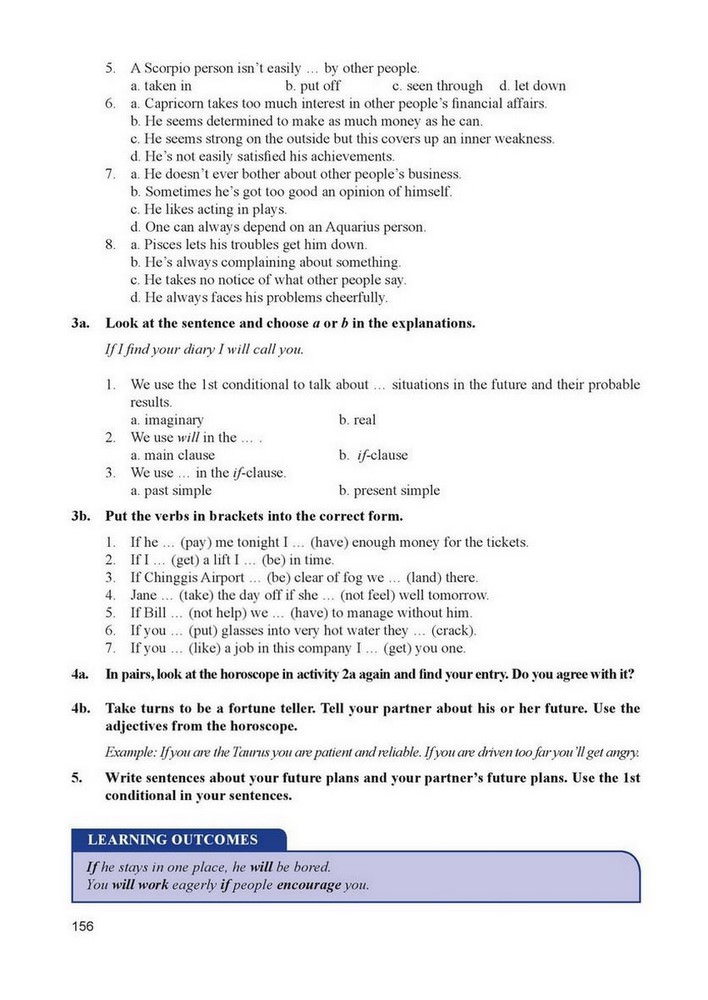 5. A Scorpio person isn't easily … by other people.
a. taken in b. put off c. seen through d. let down
6. a. Capricorn takes too much interest in other people's financial affairs.
b. He seems determined to make as much money as he can.
c. He seems strong on the outside but this covers up an inner weakness.
d. He's not easily satisfied his achievements.
7. a. He doesn't ever bother about other people's business.
b. Sometimes he's got too good an opinion of himself.
c. He likes acting in plays.
d. One can always depend on an Aquarius person.
8. a. Pisces lets his troubles get him down.
b. He's always complaining about something.
c. He takes no notice of what other people say.
d. He always faces his problems cheerfully.
3a. Look at the sentence and choose a or b in the explanations.
If I find your diary I will call you.
1. We use the 1st conditional to talk about … situations in the future and their probable
results.
a. imaginary b. real
2. We use will in the … .
a. main clause b. if-clause
3. We use … in the if-clause.
a. past simple b. present simple
3b. Put the verbs in brackets into the correct form.
1. If he … (pay) me tonight I … (have) enough money for the tickets.
2. If I … (get) a lift I … (be) in time.
3. If Chinggis Airport … (be) clear of fog we … (land) there.
4. Jane … (take) the day off if she … (not feel) well tomorrow.
5. If Bill … (not help) we … (have) to manage without him.
6. If you … (put) glasses into very hot water they … (crack).
7. If you … (like) a job in this company I … (get) you one.
4a. In pairs, look at the horoscope in activity 2a again and find your entry. Do you agree with it?
4b. Take turns to be a fortune teller. Tell your partner about his or her future. Use the
adjectives from the horoscope.
Example: If you are the Taurus you are patient and reliable. If you are driven too far you'll get angry.
5. Write sentences about your future plans and your partner's future plans. Use the 1st
conditional in your sentences.
LEARNING OUTCOMES
If he stays in one place, he will be bored.
You will work eagerly if people encourage you.
156